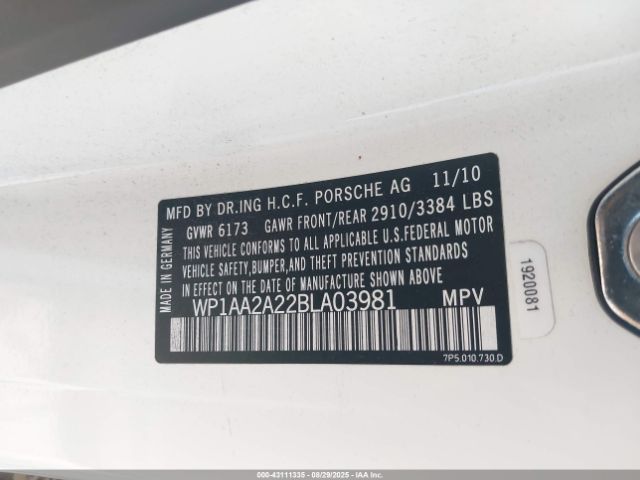 MFD BY DR.ING H.C.F. PORSCHE AG 11/10
GVWR 6173 GAWR FRONT/REAR 2910/3384 LBS
THIS VEHICLE CONFORMS TO ALL APPLICABLE U.S.FEDERAL MOTOR
VEHICLE SAFETY,BUMPER,AND THEFT PREVENTION STANDARDS
IN EFFECT ON THE DATE OF MANUFACTURE SHOWN ABOVE.
WP1AA2A22BLA03981 MPV
7P5.010.730.D
MADE IN GERMANY
1920081
000-43111335 - 08/29/2025 - IAAI.COM